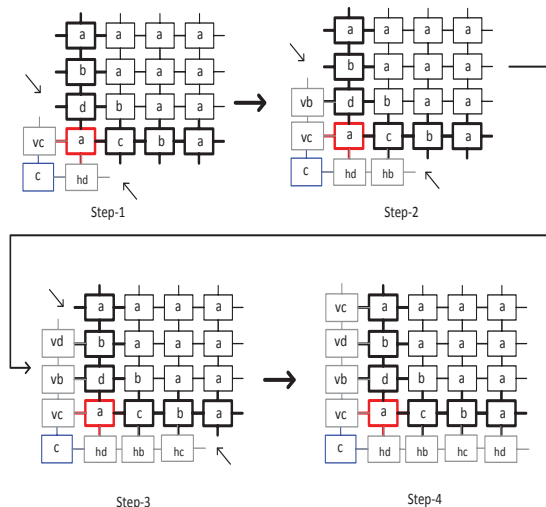 a a a a
b a a a
d b a a
vc a c b a
c hd
Step-1
a a a a
b a a a
vb d b a a
vc a c b a
c hd hb
Step-2
a a a a
vd b a a a
vb d b a a
vc a c b a
c hd hb hc
Step-3
vc a a a a
vd b a a a
vb d b a a
vc a c b a
c hd hb hc hd
Step-4